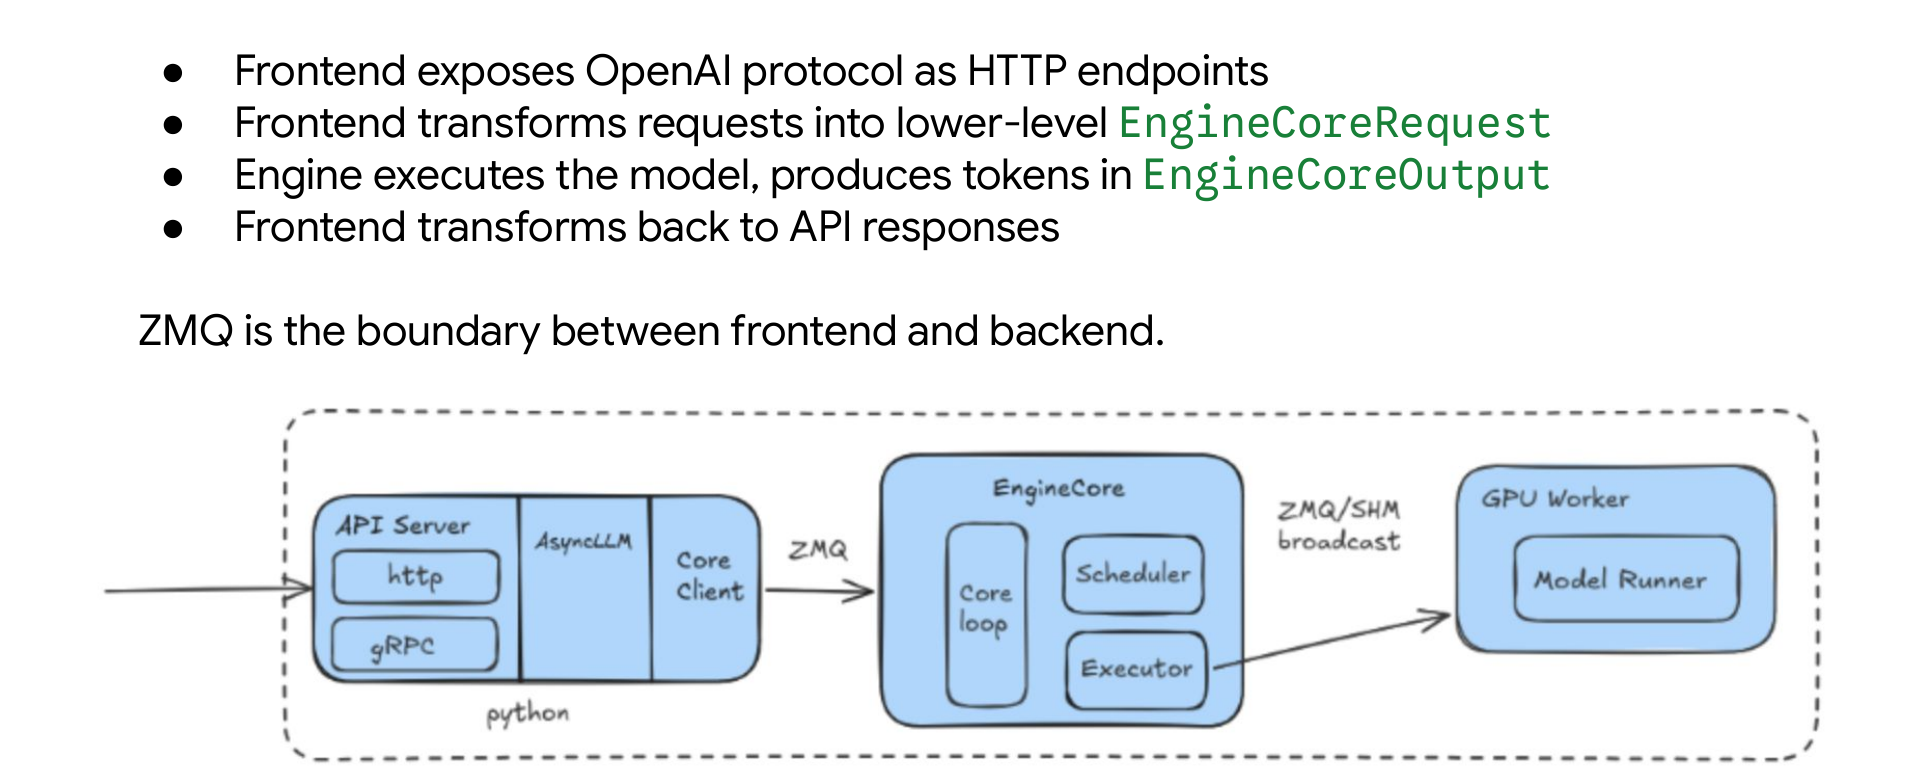 ● Frontend exposes OpenAI protocol as HTTP endpoints
● Frontend transforms requests into lower-level EngineCoreRequest
● Engine executes the model, produces tokens in EngineCoreOutput
● Frontend transforms back to API responses
ZMQ is the boundary between frontend and backend.
API Server
http
gRPC
AsyncLLM
Core
Client
python
ZMQ
EngineCore
Core
loop
Scheduler
Executor
ZMQ/SHM
broadcast
GPU Worker
Model Runner